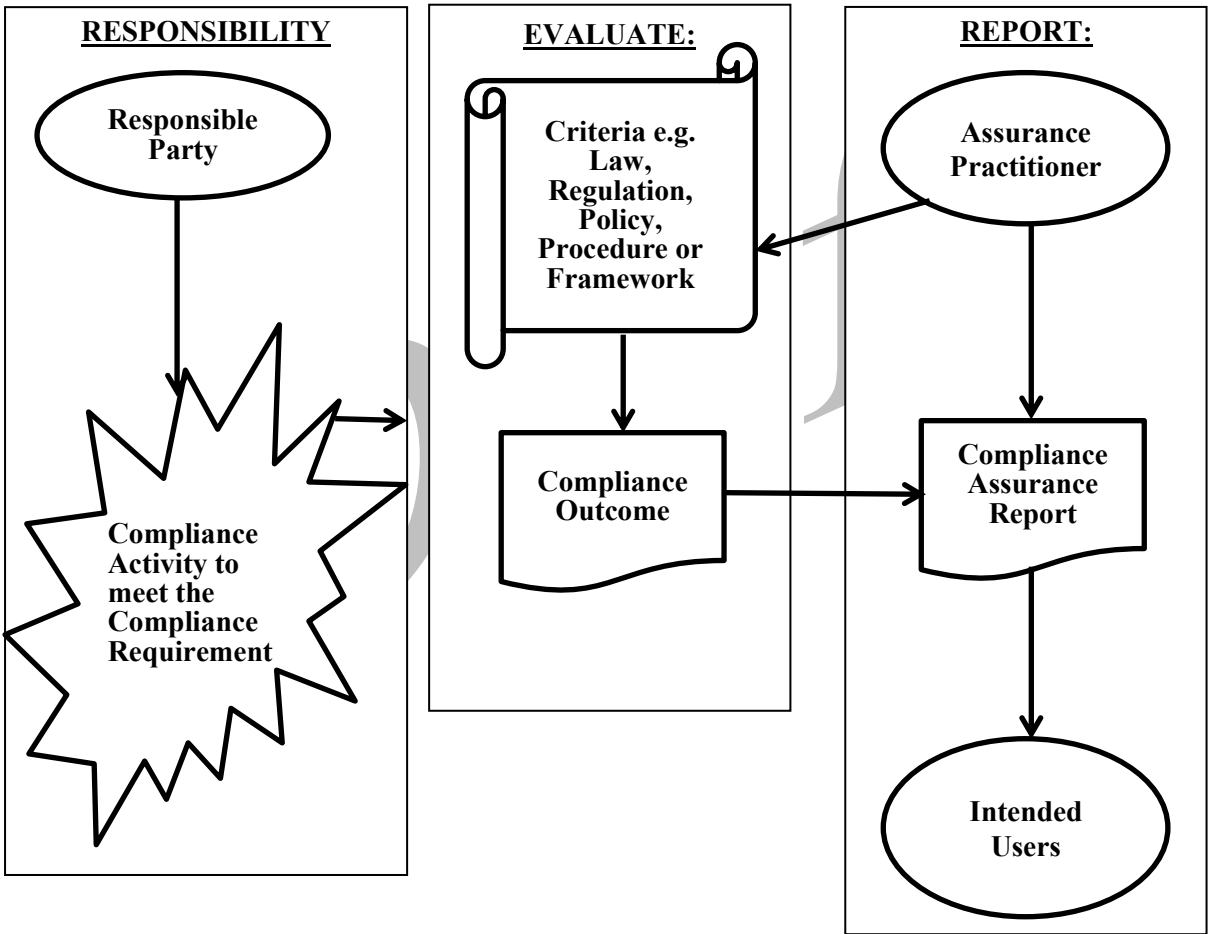 RESPONSIBILITY
Responsible
Party
Compliance
Activity to
meet the
Compliance
Requirement
EVALUATE:
Criteria e.g.
Law,
Regulation,
Policy,
Procedure or
Framework
Compliance
Outcome
REPORT:
Assurance
Practitioner
Compliance
Assurance
Report
Intended
Users